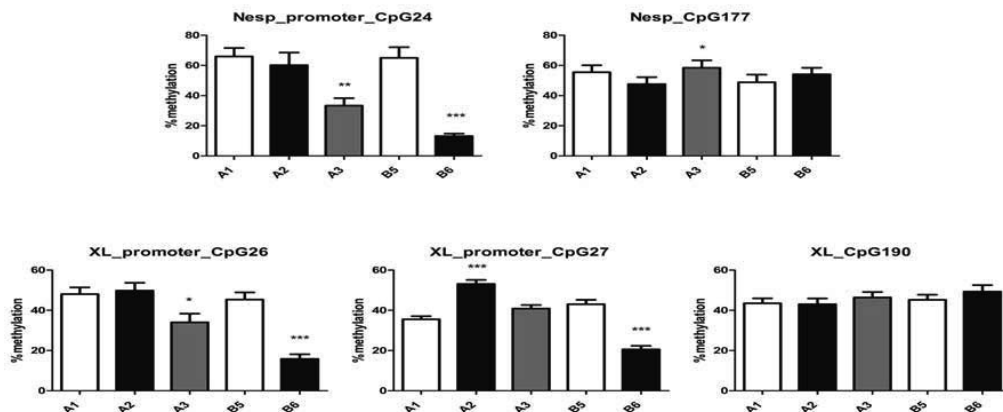 Nesp_promoter_CpG24
Nesp_CpG177
% methylation
80
60
40
20
0
**
***
A1
A2
A3
B5
B6
% methylation
80
60
40
20
0
*
A1
A2
A3
B5
B6
XL_promoter_CpG26
XL_promoter_CpG27
XL_CpG190
% methylation
60
40
20
0
*
***
A1
A2
A3
B5
B6
% methylation
60
40
20
0
***
***
A1
A2
A3
B5
B6
% methylation
60
40
20
0
A1
A2
A3
B5
B6